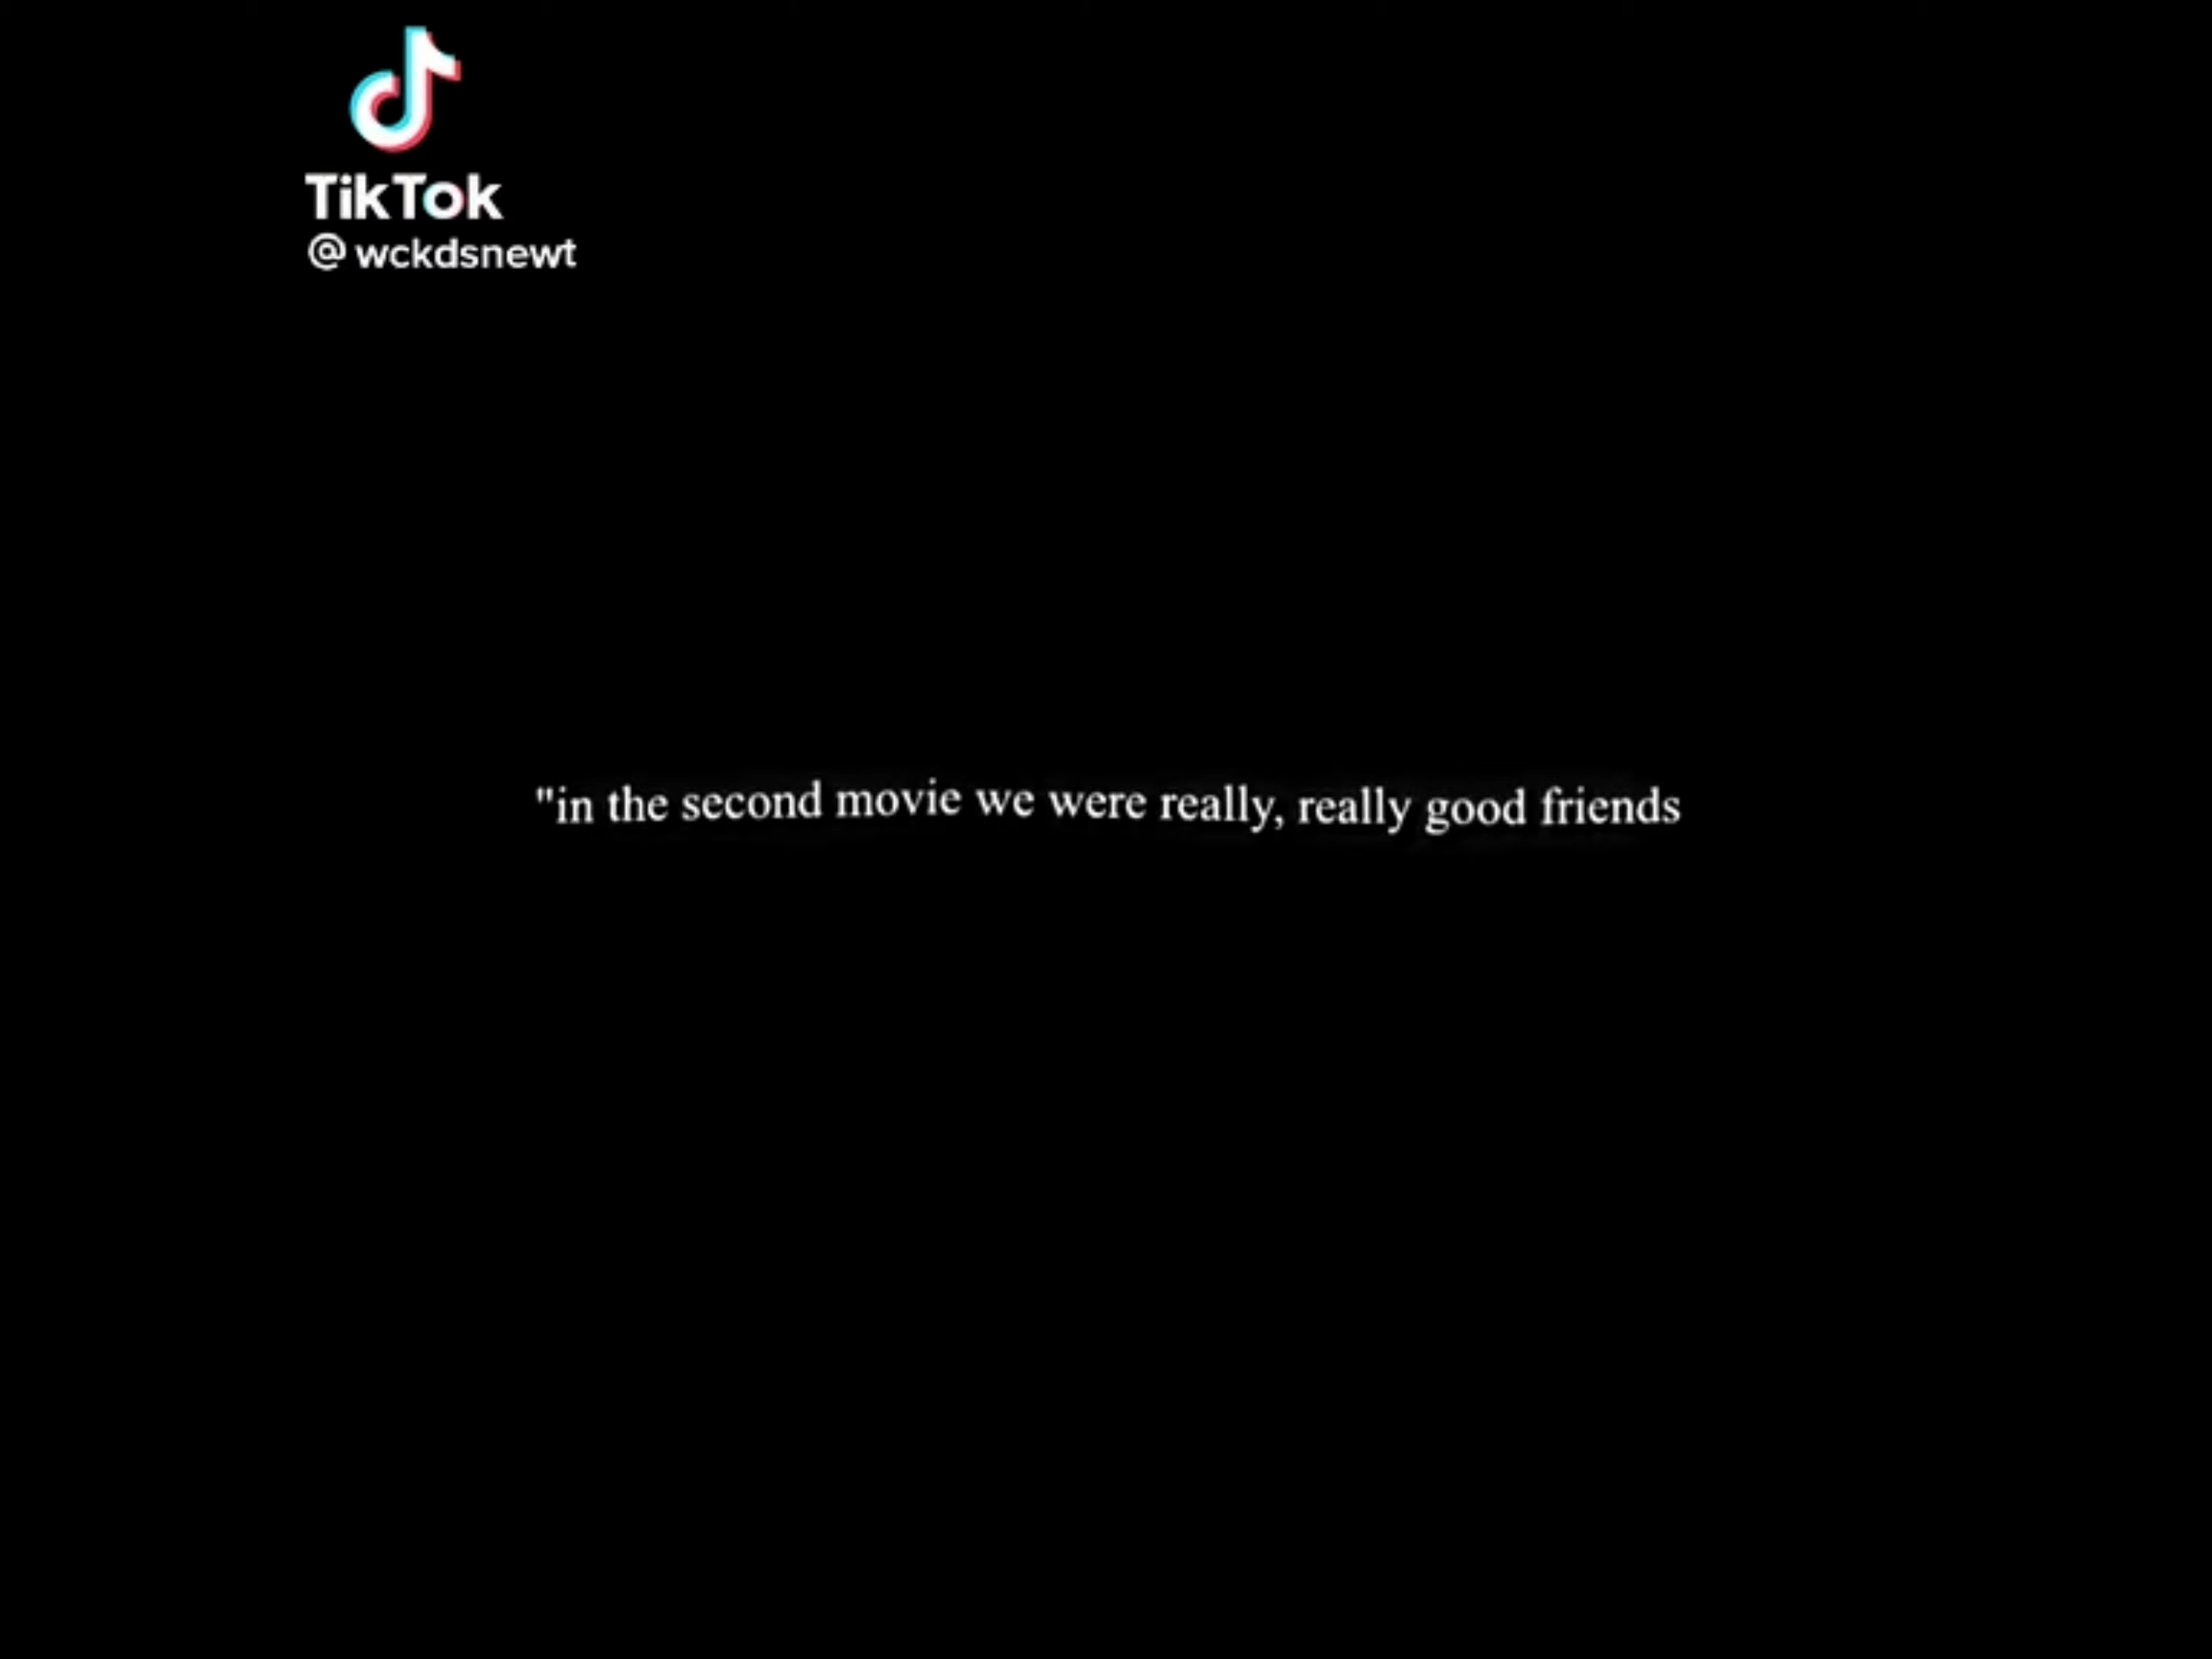 TikTok
@wckdsnewt
"in the second movie we were really, really good friends